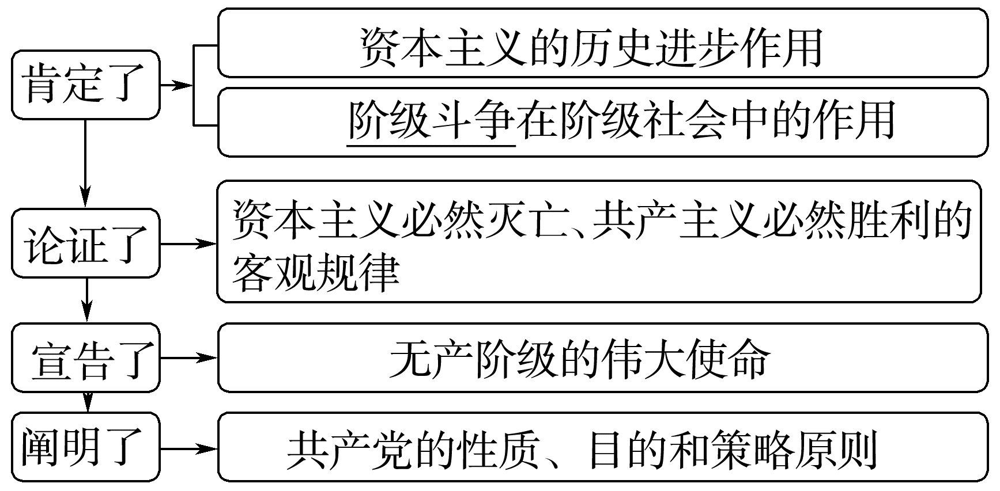 肯定了
资本主义的历史进步作用
阶级斗争在阶级社会中的作用
论证了
资本主义必然灭亡、共产主义必然胜利的
客观规律
宣告了
无产阶级的伟大使命
阐明了
共产党的性质、目的和策略原则